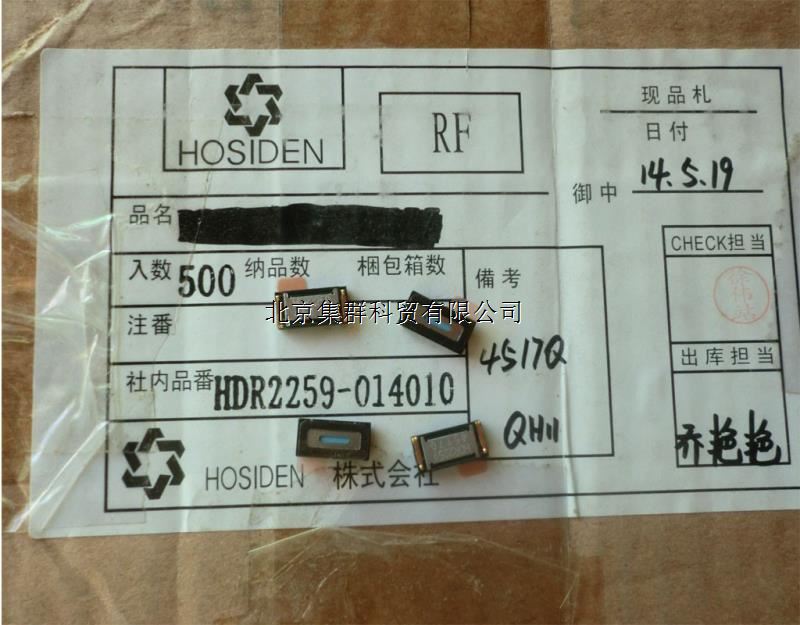 HOSIDEN
RF
现品札
日付
14.5.19
御中
品名
CHECK担当
入数 500 纳品数 梱包箱数
備考
北京集群科贸有限公司
注番
4517Q
出库担当
社内品番 HDR2259-014010
QH11
乔艳艳
HOSIDEN 株式会社